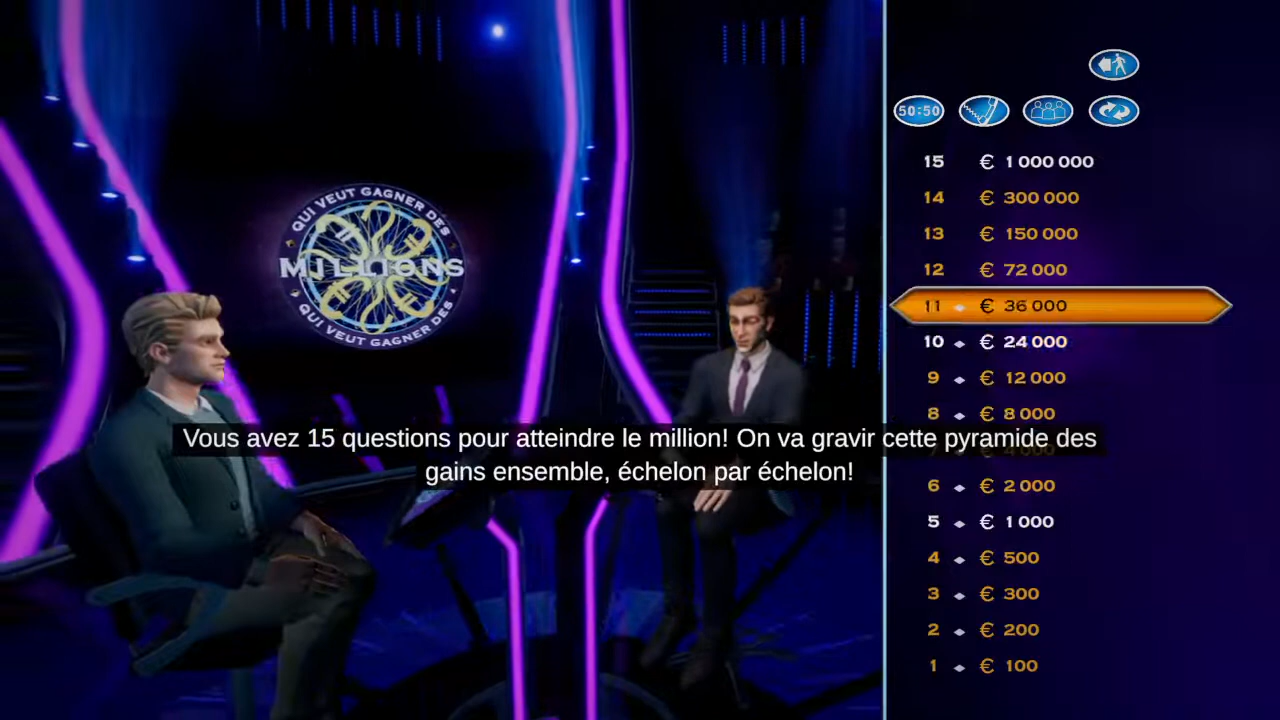 QUI VEUT GAGNER DES
MILLIONS
QUI VEUT GAGNER DES
Vous avez 15 questions pour atteindre le million! On va gravir cette pyramide des
gains ensemble, échelon par échelon!
50:50
15 € 1 000 000
14 € 300 000
13 € 150 000
12 € 72 000
11 € 36 000
10 € 24 000
9 € 12 000
8 € 8 000
7 € 4 000
6 € 2 000
5 € 1 000
4 € 500
3 € 300
2 € 200
1 € 100